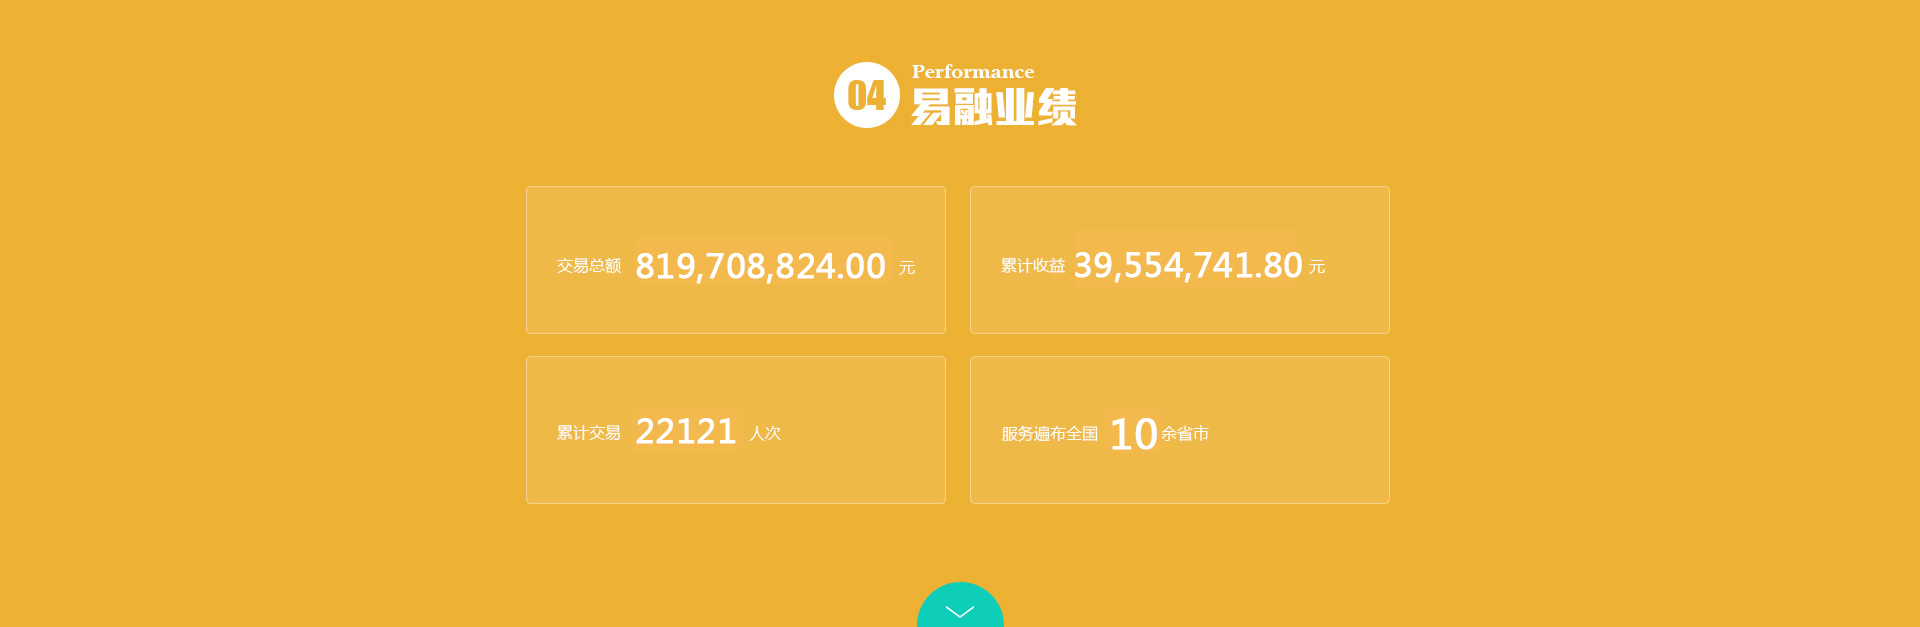 04
Performance
易融业绩
交易总额 819,708,824.00 元
累计收益 39,554,741.80 元
累计交易 22121 人次
服务遍布全国 10 余省市